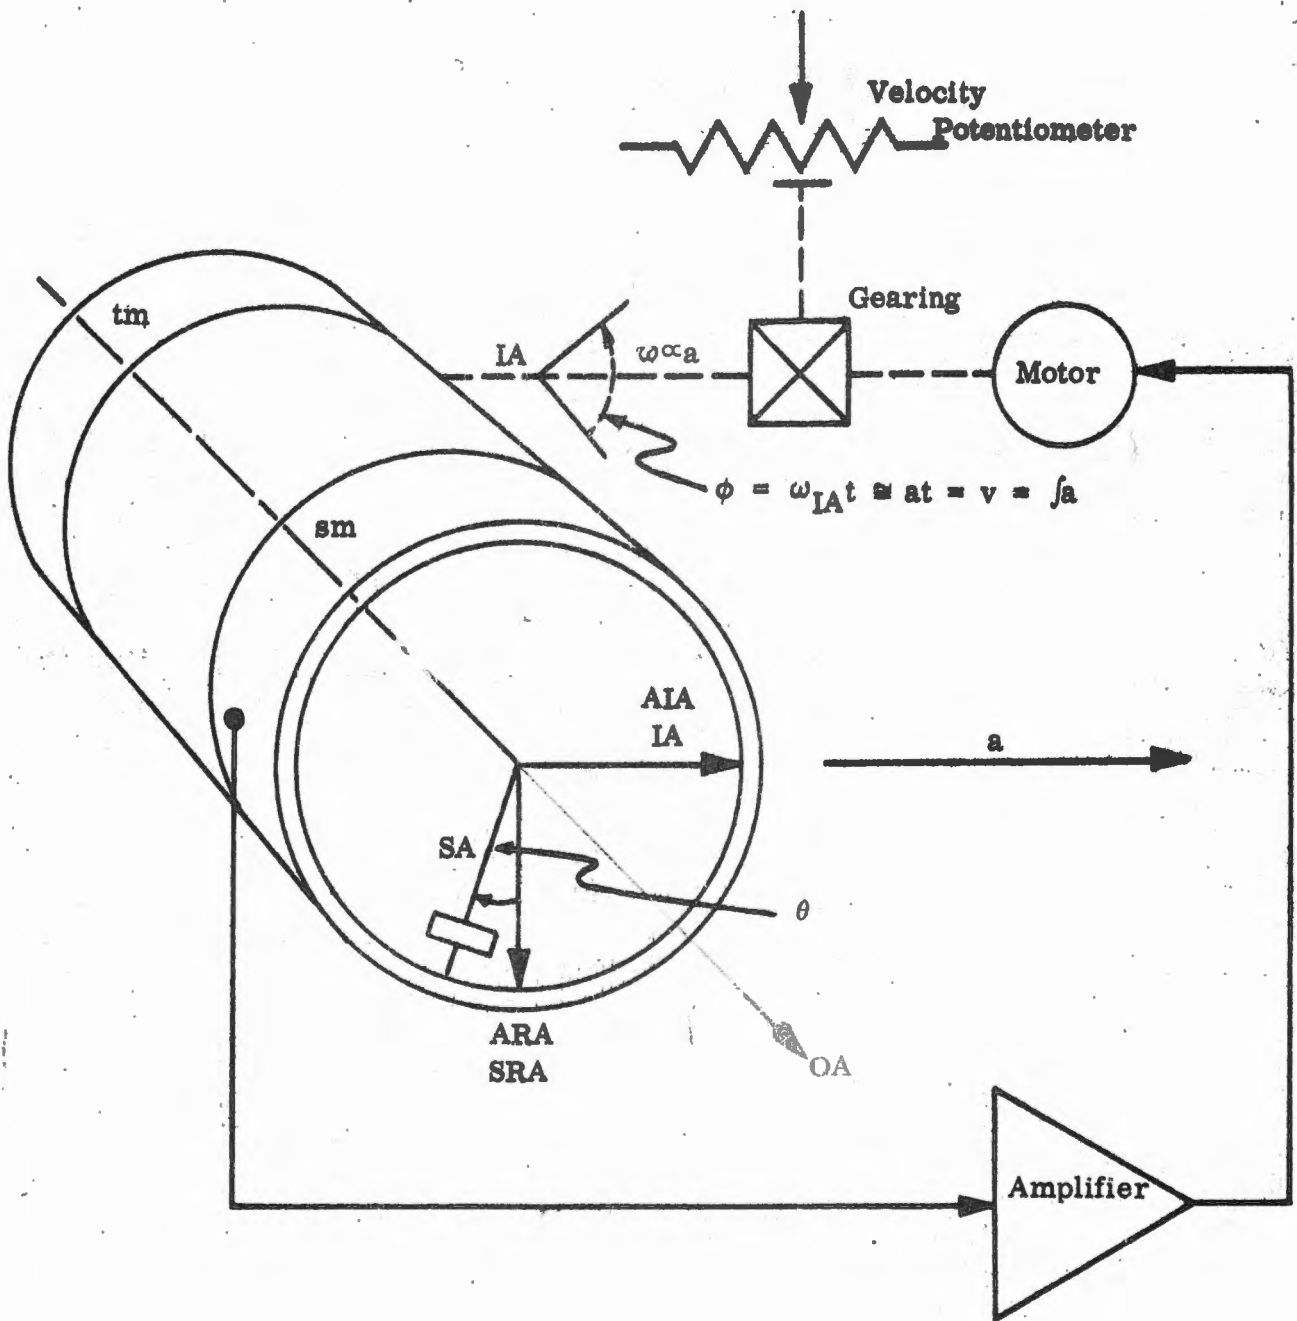 Velocity
Potentiometer
Gearing
tm
IA
ω∝a
Motor
ϕ = ω_IA t ≅ at = v = ∫a
sm
AIA
IA
a
SA
θ
ARA
SRA
OA
Amplifier